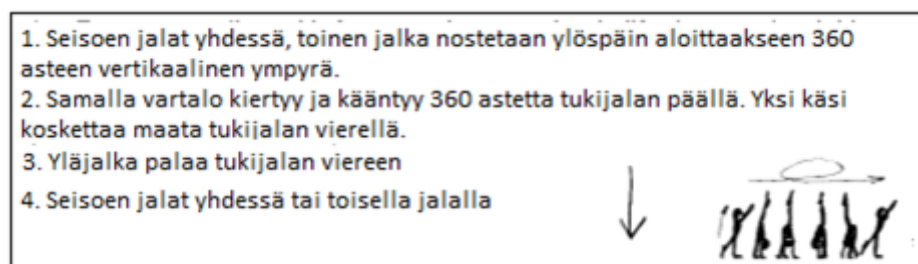 1. Seisoen jalat yhdessä, toinen jalka nostetaan ylöspäin aloittaakseen 360
asteen vertikaalinen ympyrä.
2. Samalla vartalo kiertyy ja kääntyy 360 astetta tukijalan päällä. Yksi käsi
koskettaa maata tukijalan vierellä.
3. Yläjalka palaa tukijalan viereen
4. Seisoen jalat yhdessä tai toisella jalalla